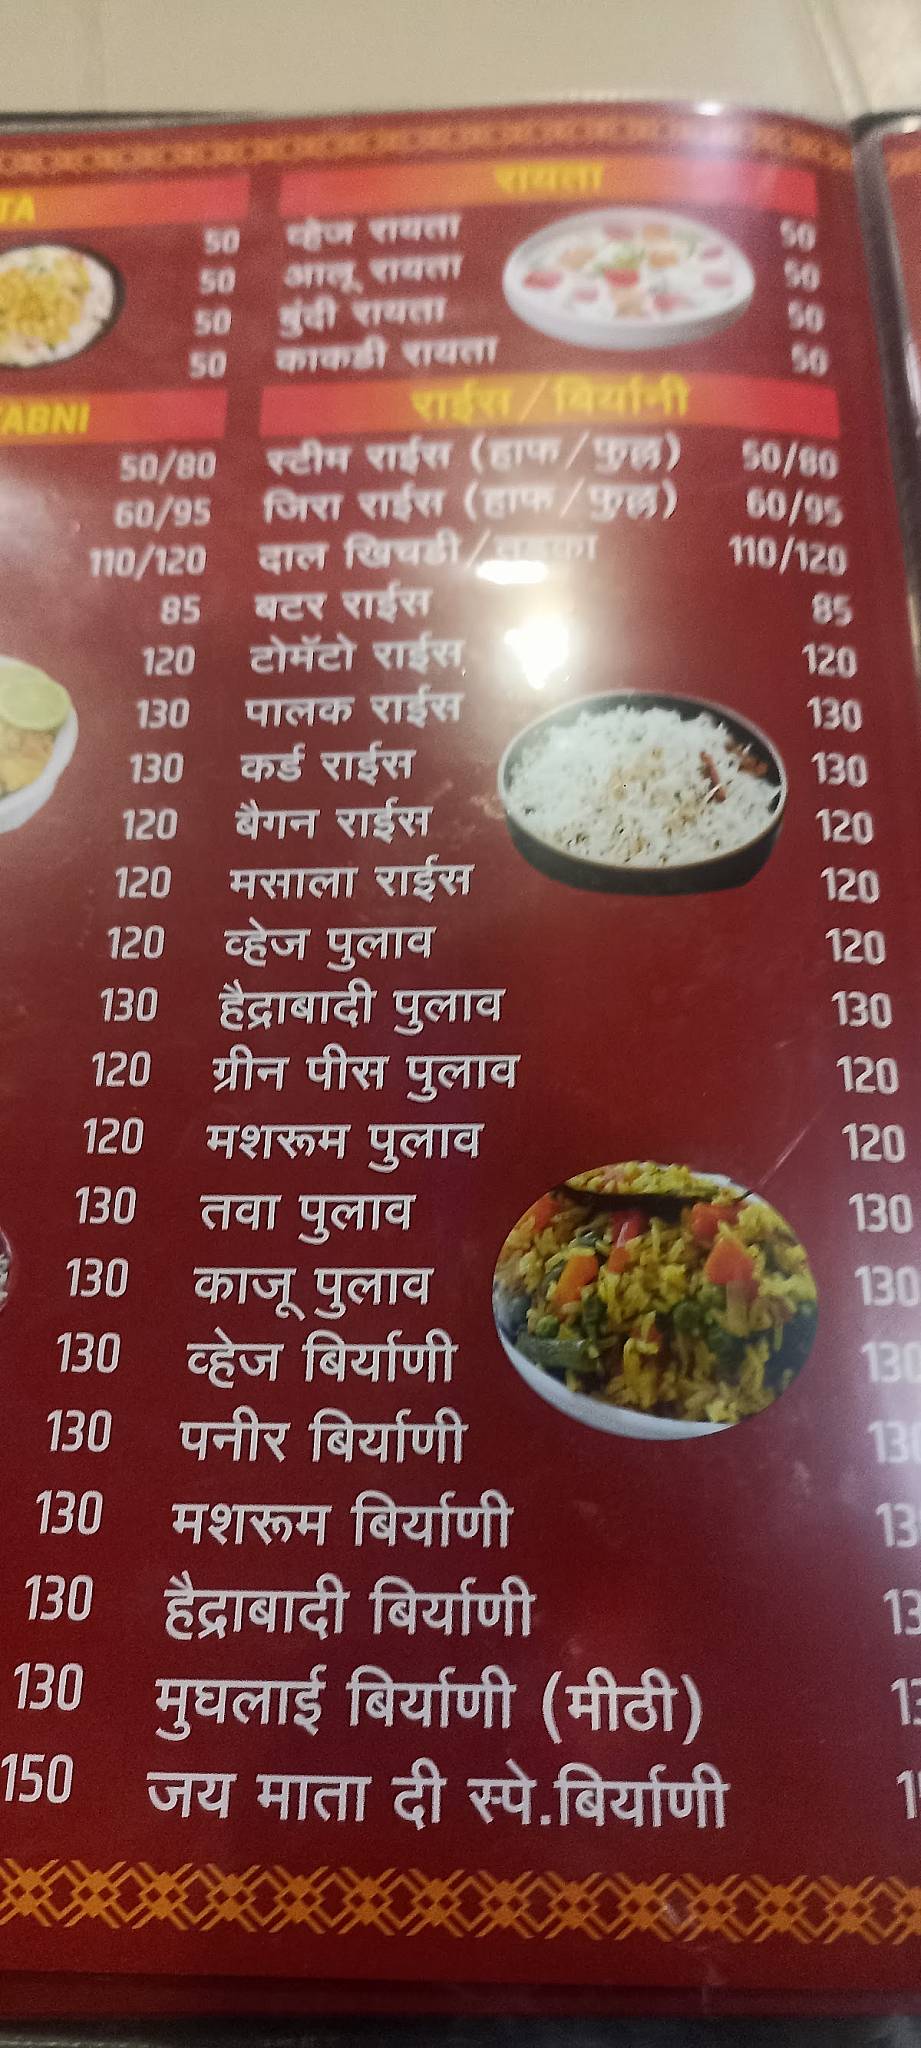 TA
रायता
50 व्हेज रायता 50
50 आलू रायता 50
50 बुंदी रायता 50
50 काकडी रायता 50
राईस/बिर्यानी
50/80 स्टीम राईस (हाफ/फुल्ल) 50/80
60/95 जिरा राईस (हाफ/फुल्ल) 60/95
110/120 दाल खिचडी/ 110/120
85 बटर राईस 85
120 टोमॅटो राईस 120
130 पालक राईस 130
130 कर्ड राईस 130
120 बैगन राईस 120
120 मसाला राईस 120
120 व्हेज पुलाव 120
130 हैद्राबादी पुलाव 130
120 ग्रीन पीस पुलाव 120
120 मशरूम पुलाव 120
130 तवा पुलाव 130
130 काजू पुलाव 130
130 व्हेज बिर्याणी 130
130 पनीर बिर्याणी 130
130 मशरूम बिर्याणी 13
130 हैद्राबादी बिर्याणी 13
130 मुघलाई बिर्याणी (मीठी)
150 जय माता दी स्पे.बिर्याणी